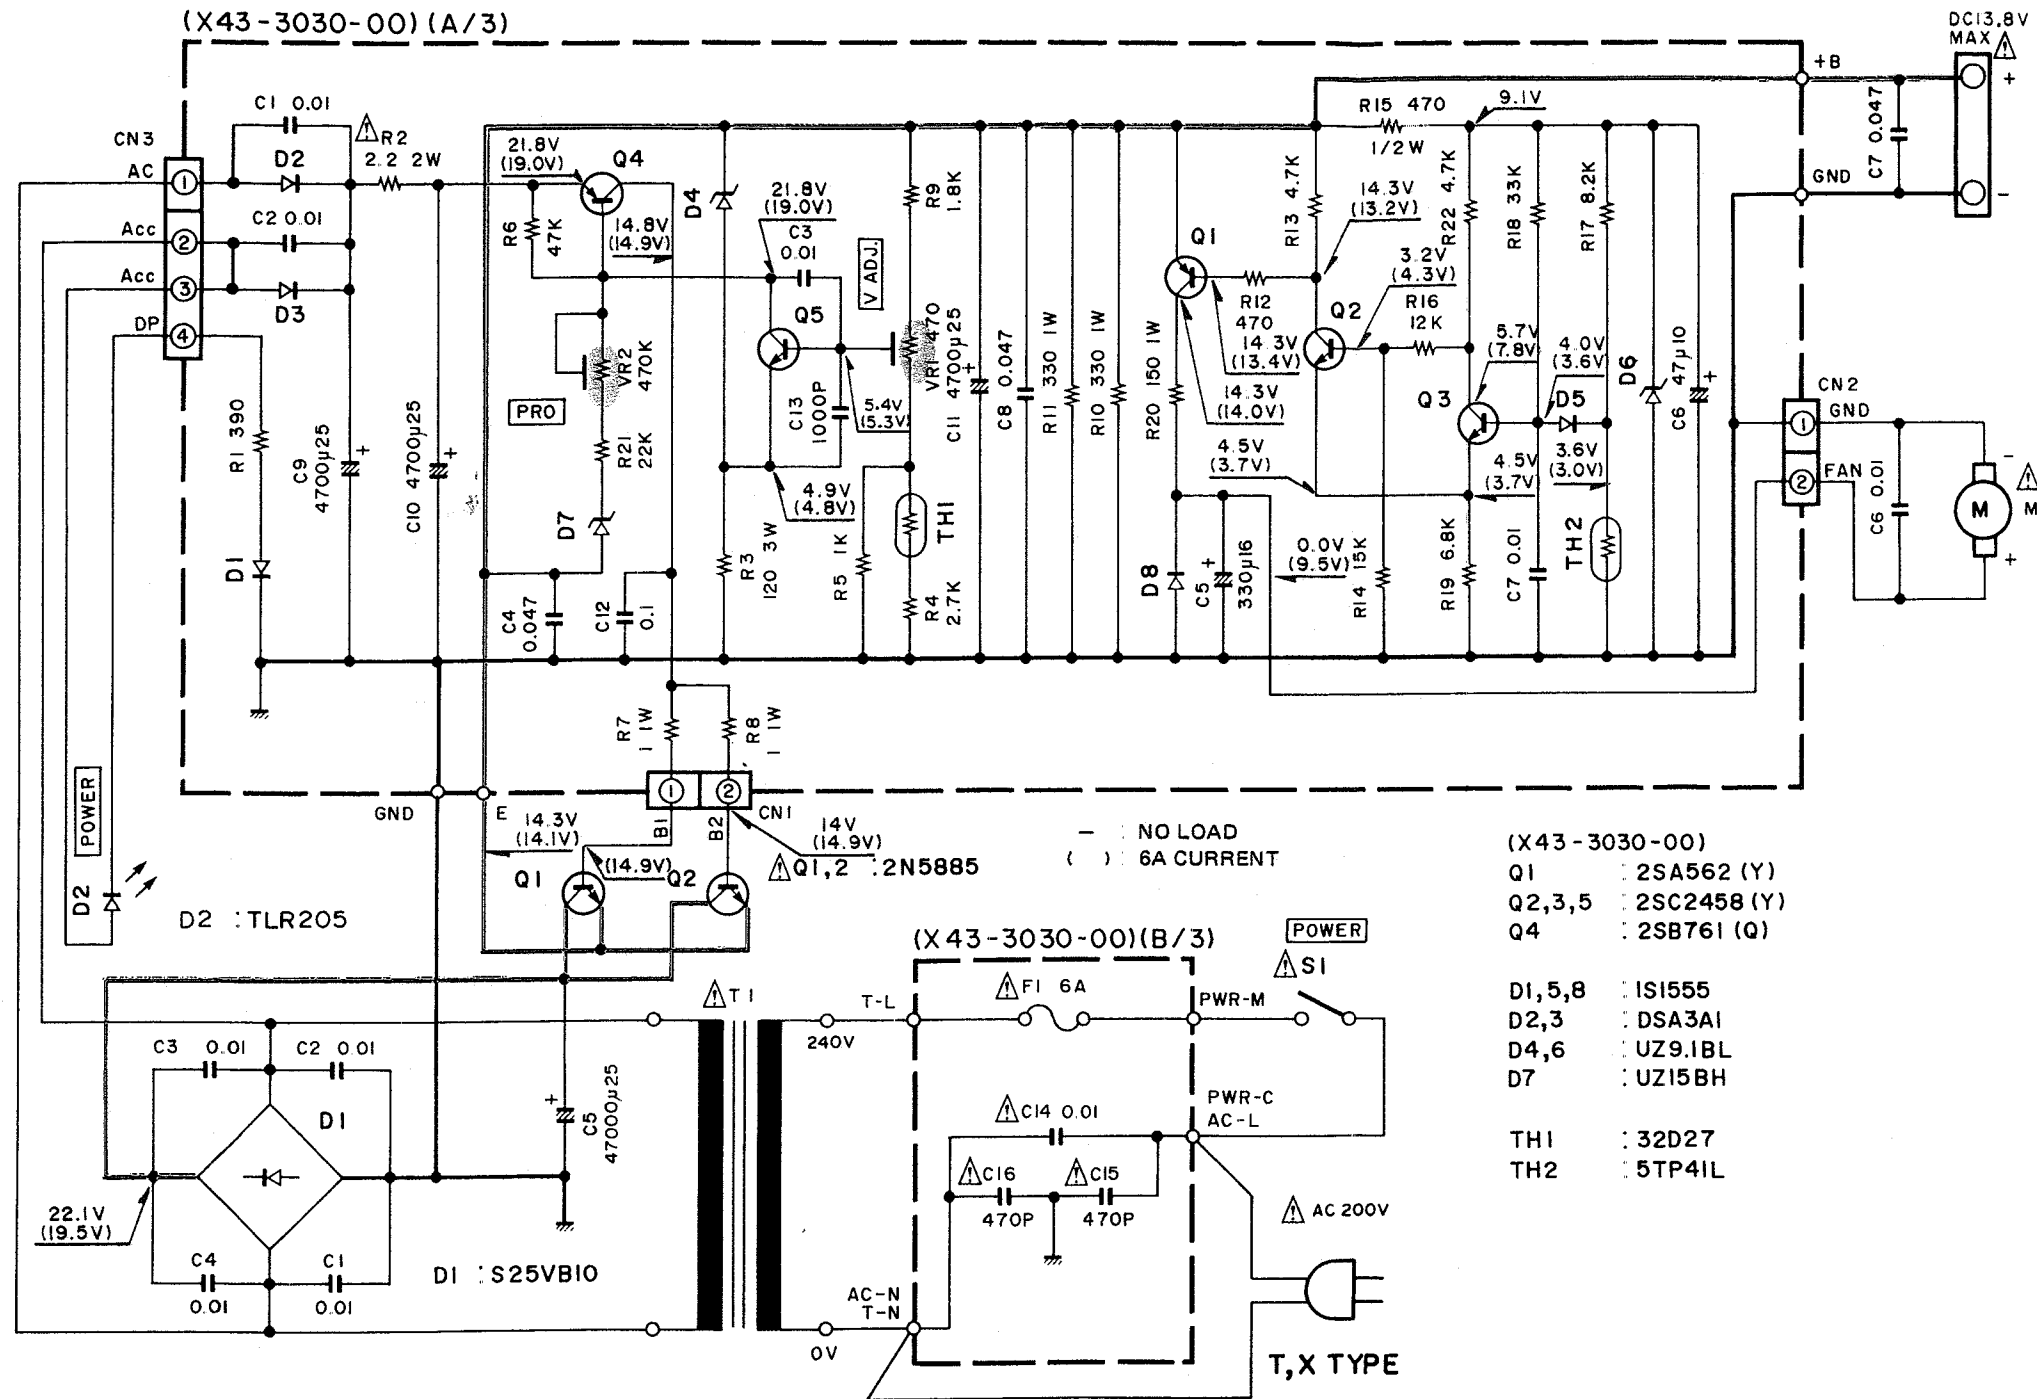 (X43-3030-00)(A/3)
DC13.8V
MAX
+B
+
C1 0.01
R2
2.2 2W
CN3
AC
1
D2
C2 0.01
Acc
2
Acc
3
D3
DP
4
21.8V
(19.0V)
Q4
R6
47K
14.8V
(14.9V)
D4
21.8V
(19.0V)
C3
0.01
R9
1.8K
V ADJ.
Q5
VR2
470K
PRO
R21
22K
D7
C13
1000P
5.4V
(5.3V)
4.9V
(4.8V)
VR1 470
C11 4700µ25
C8 0.047
R11 330 1W
R10 330 1W
R20 150 1W
R15 470
1/2W
9.1V
R13 4.7K
14.3V
(13.2V)
R22 4.7K
R18 33K
R17 8.2K
Q1
R12
470
14.3V
(13.4V)
14.3V
(14.0V)
3.2V
(4.3V)
Q2
R16
12K
5.7V
(7.8V)
4.0V
(3.6V)
D5
D6
C6 47µ10
Q3
4.5V
(3.7V)
4.5V
(3.7V)
3.6V
(3.0V)
C7 0.047
GND
-
CN2
GND
1
FAN
2
C6 0.01
-
M
M
+
R1 390
C9
4700µ25
C10 4700µ25
D1
C4
0.047
C12
0.1
R3
120 3W
R5 1K
TH1
R4
2.7K
D8
C5
330µ16
0.0V
(9.5V)
R14 15K
R19 6.8K
C7 0.01
TH2
R7
1 1W
R8
1 1W
GND
E
1
2
CN1
14.3V
(14.1V)
B1
B2
(14.9V)
14V
(14.9V)
Q1
Q2
Q1,2 : 2N5885
- : NO LOAD
( ) : 6A CURRENT
POWER
D2
D2 : TLR205
(X43-3030-00)
Q1 : 2SA562 (Y)
Q2,3,5 : 2SC2458 (Y)
Q4 : 2SB761 (Q)
D1,5,8 : 1S1555
D2,3 : DSA3A1
D4,6 : UZ9.1BL
D7 : UZ15BH
TH1 : 32D27
TH2 : 5TP41L
(X43-3030-00)(B/3)
POWER
S1
T1
T-L
F1 6A
PWR-M
240V
C3 0.01
C2 0.01
D1
+
C5
47000µ25
C14 0.01
PWR-C
AC-L
C16
470P
C15
470P
AC 200V
22.1V
(19.5V)
C4
0.01
C1
0.01
D1 : S25VB10
AC-N
T-N
0V
T,X TYPE